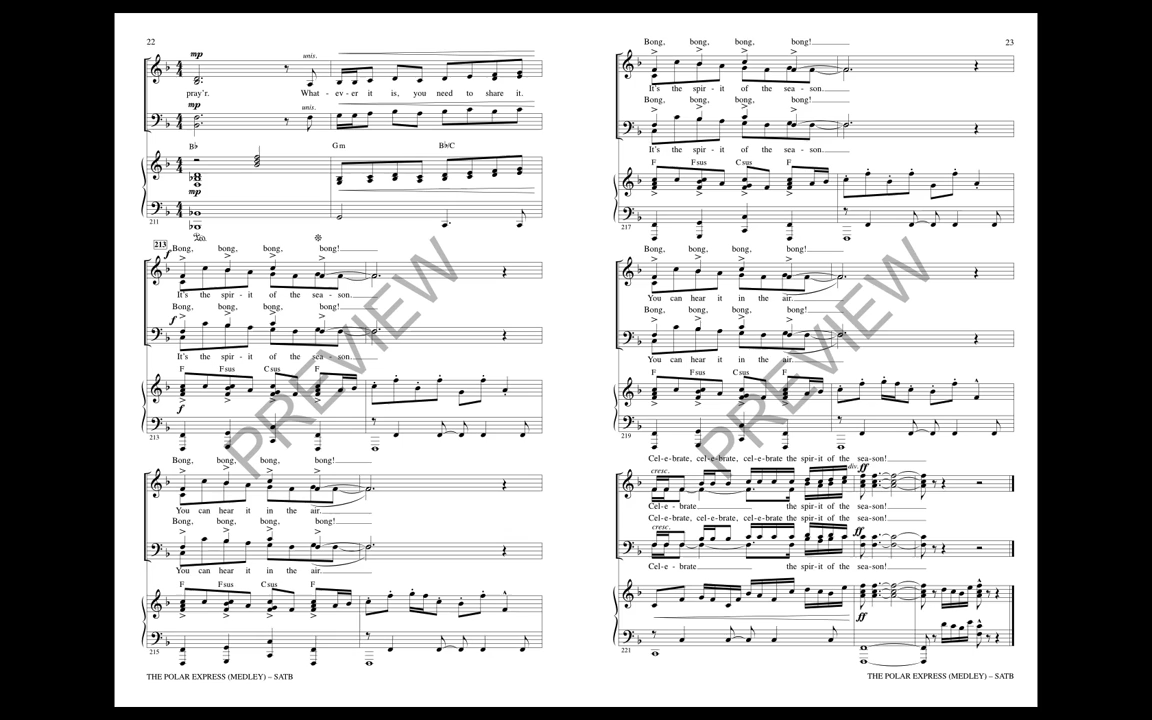 22
mp
unis.
pray'r. What - ev - er it is, you need to share it.
mp
unis.
B♭ Gm B♭/C
mp
211
213
f
Bong, bong, bong, bong!
It's the spir - it of the sea - son.
Bong, bong, bong, bong!
f
It's the spir - it of the sea - son.
F Fsus Csus F
f
213
Bong, bong, bong, bong!
You can hear it in the air.
Bong, bong, bong, bong!
You can hear it in the air.
F Fsus Csus F
215
THE POLAR EXPRESS (MEDLEY) – SATB
PREVIEW
23
Bong, bong, bong, bong!
It's the spir - it of the sea - son.
Bong, bong, bong, bong!
It's the spir - it of the sea - son.
F Fsus Csus F
217
Bong, bong, bong, bong!
You can hear it in the air.
Bong, bong, bong, bong!
You can hear it in the air.
F Fsus Csus F
219
Cel-e-brate, cel-e-brate, cel-e-brate the spir-it of the sea-son!
cresc.
div. ff
Cel-e - brate the spir-it of the sea-son!
Cel-e-brate, cel-e-brate, cel-e-brate the spir-it of the sea-son!
cresc.
ff
Cel-e - brate the spir-it of the sea-son!
ff
221
THE POLAR EXPRESS (MEDLEY) – SATB
PREVIEW